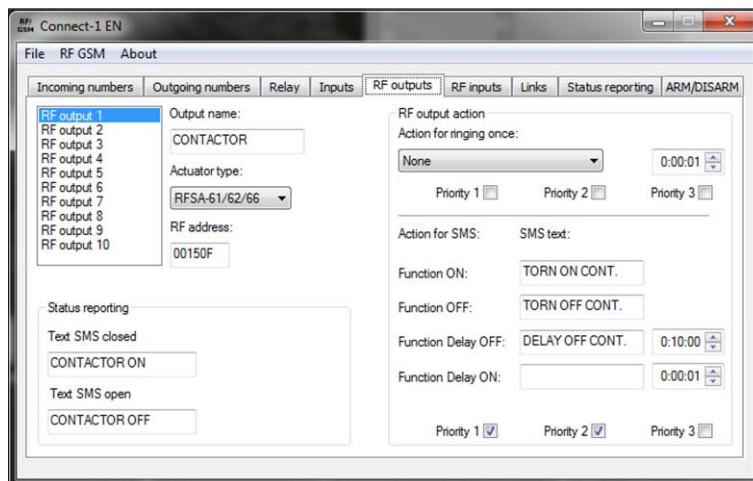 RF/GSM Connect-1 EN
File RF GSM About
Incoming numbers Outgoing numbers Relay Inputs RF outputs RF inputs Links Status reporting ARM/DISARM
RF output 1
RF output 2
RF output 3
RF output 4
RF output 5
RF output 6
RF output 7
RF output 8
RF output 9
RF output 10
Output name:
CONTACTOR
Actuator type:
RFSA-61/62/66
RF address:
00150F
Status reporting
Text SMS closed
CONTACTOR ON
Text SMS open
CONTACTOR OFF
RF output action
Action for ringing once:
None 0:00:01
Priority 1 Priority 2 Priority 3
Action for SMS: SMS text:
Function ON: TORN ON CONT.
Function OFF: TORN OFF CONT.
Function Delay OFF: DELAY OFF CONT. 0:10:00
Function Delay ON: 0:00:01
Priority 1 Priority 2 Priority 3